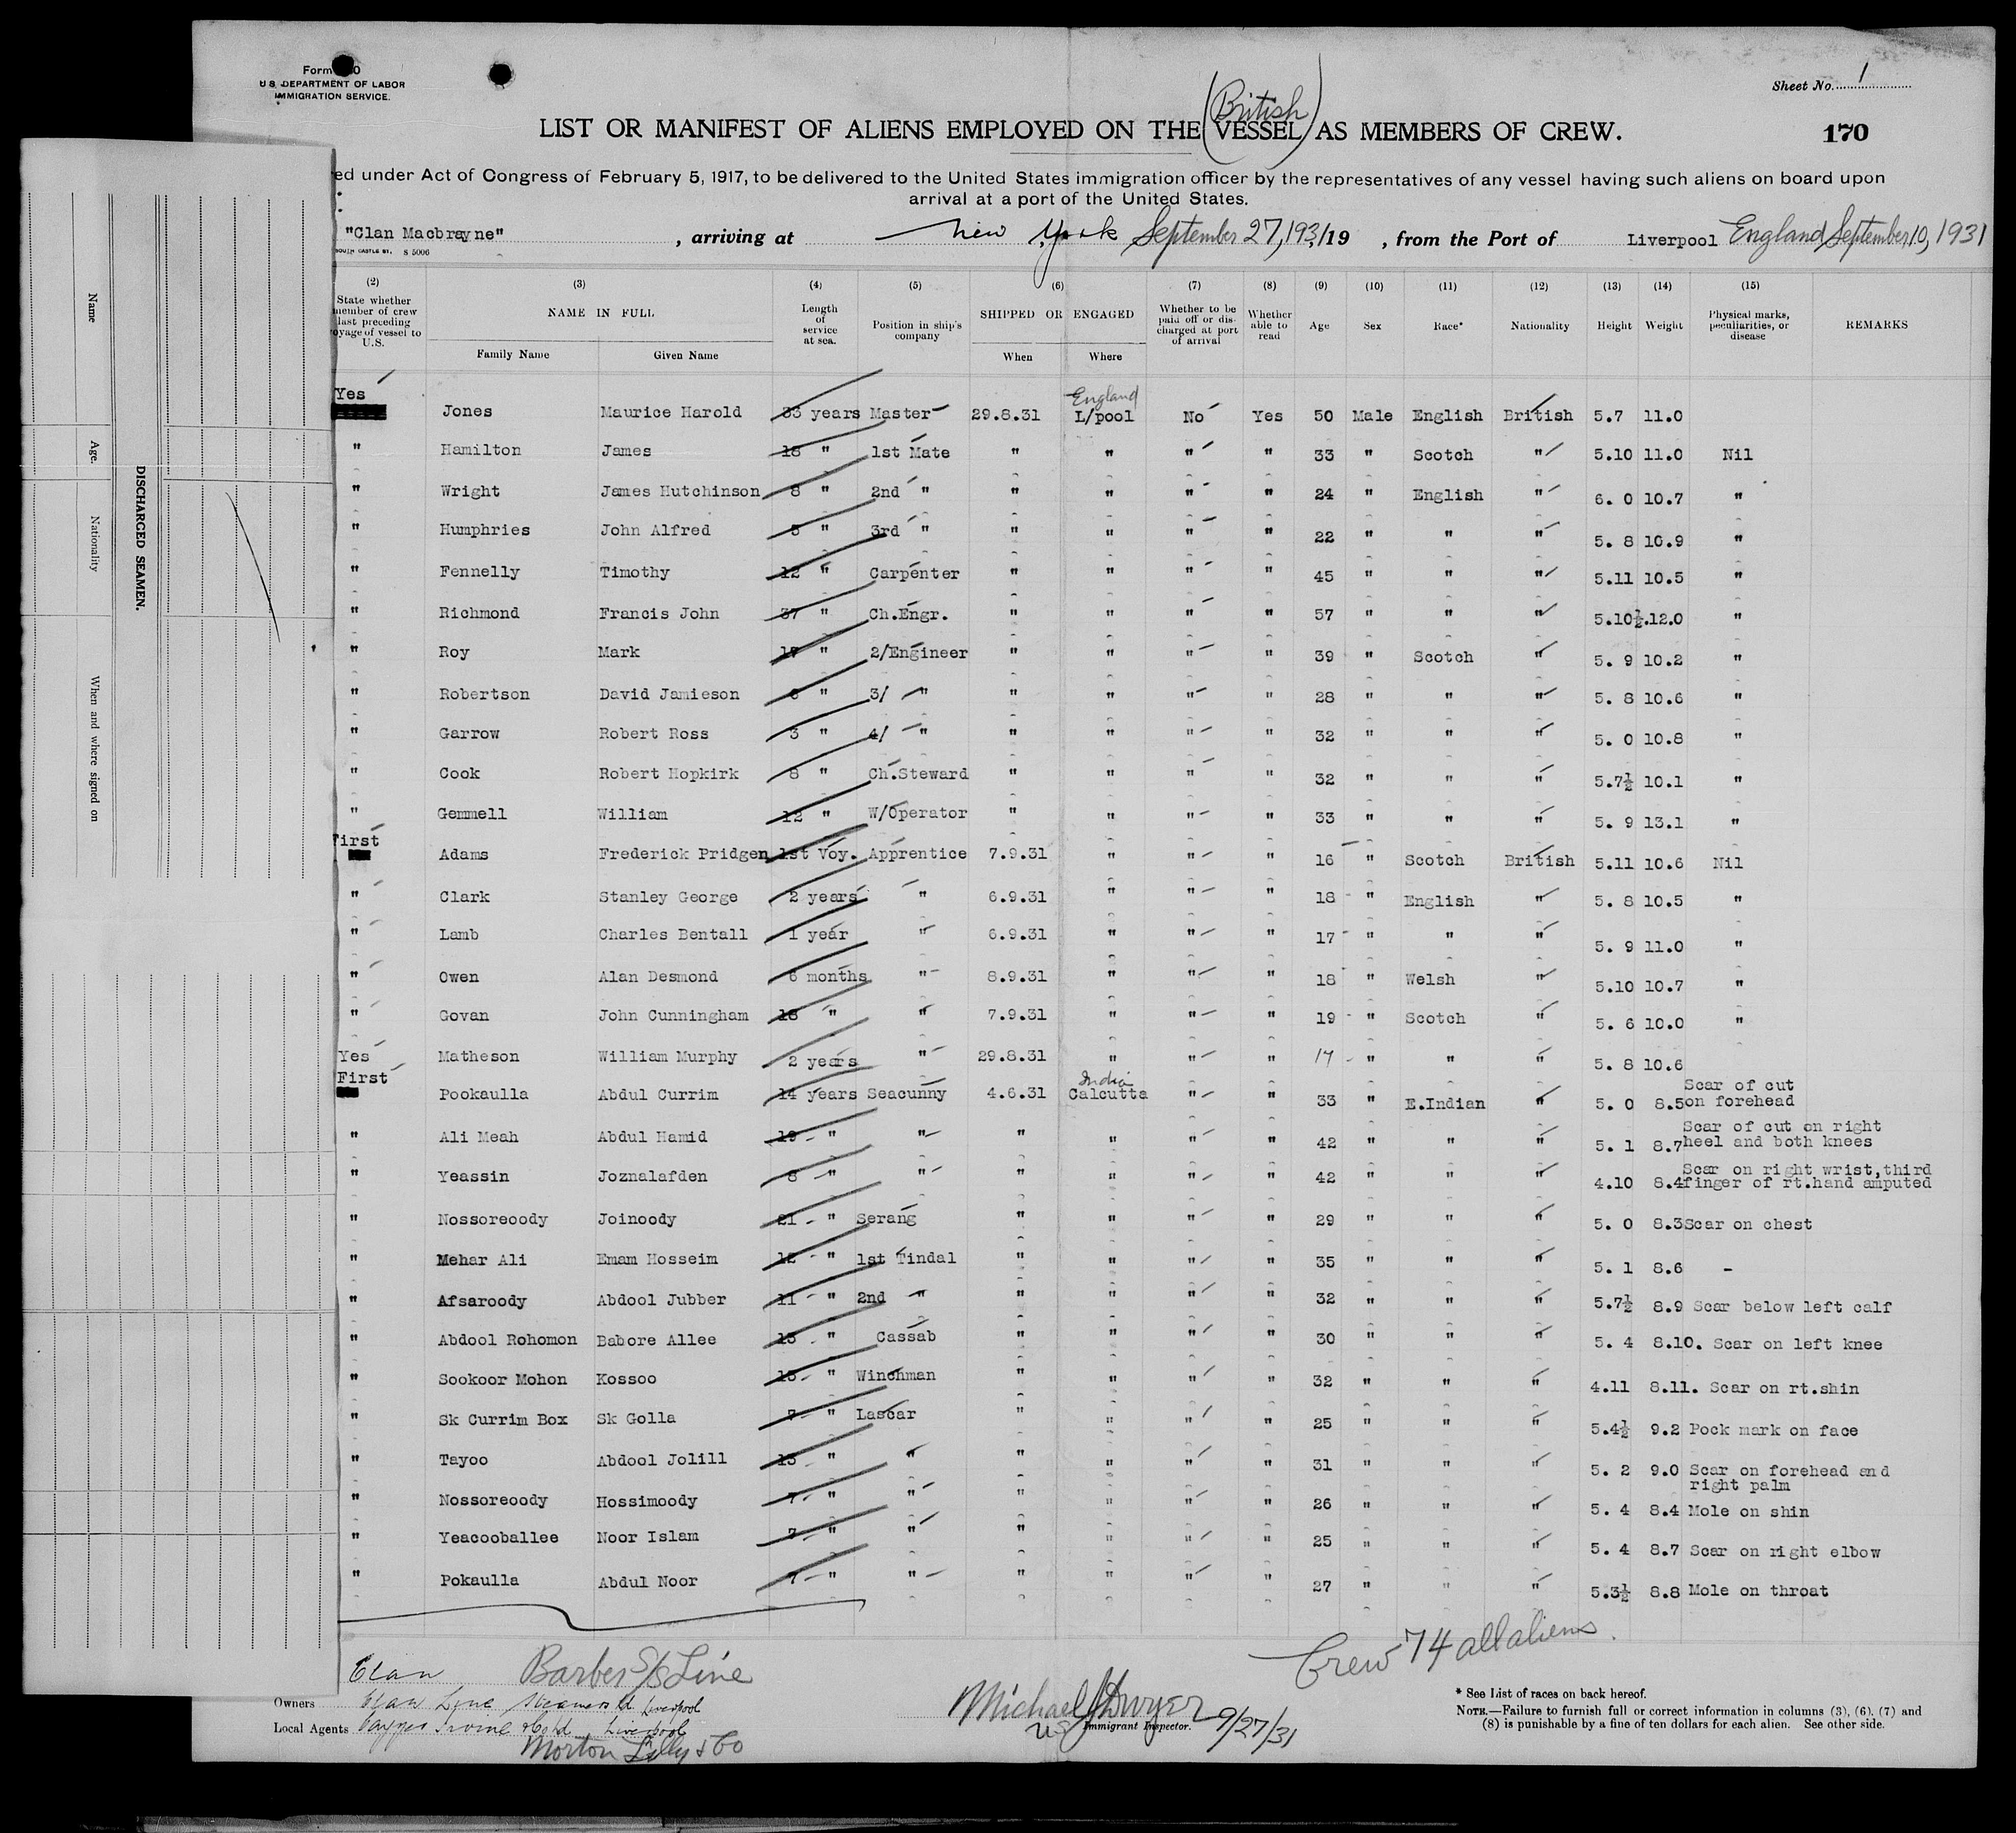 Form
U.S. DEPARTMENT OF LABOR
IMMIGRATION SERVICE.
Sheet No. 1
(British)
LIST OR MANIFEST OF ALIENS EMPLOYED ON THE VESSEL AS MEMBERS OF CREW.
170
ed under Act of Congress of February 5, 1917, to be delivered to the United States immigration officer by the representatives of any vessel having such aliens on board upon
arrival at a port of the United States.
"Clan Macbrayne" , arriving at New York September 27, 1931 19 , from the Port of Liverpool England September 10, 1931
SOUTH CASTLE ST. S 5006
(2) (3) (4) (5) (6) (7) (8) (9) (10) (11) (12) (13) (14) (15)
State whether member of crew last preceding oyage of vessel to U.S. NAME IN FULL Length of service at sea. Position in ship's company SHIPPED OR ENGAGED Whether to be paid off or discharged at port of arrival Whether able to read Age Sex Race* Nationality Height Weight Physical marks, peculiarities, or disease REMARKS
Family Name Given Name When Where
Yes England
Jones Maurice Harold 33 years Master 29.8.31 L/pool No Yes 50 Male English British 5.7 11.0
" Hamilton James 18 " 1st Mate " " " " 33 " Scotch " 5.10 11.0 Nil
" Wright James Hutchinson 8 " 2nd " " " " " 24 " English " 6. 0 10.7 "
" Humphries John Alfred 5 " 3rd " " " " " 22 " " " 5. 8 10.9 "
" Fennelly Timothy 12 " Carpenter " " " " 45 " " " 5.11 10.5 "
" Richmond Francis John 37 " Ch.Engr. " " " " 57 " " " 5.10½.12.0 "
" Roy Mark 17 " 2/Engineer " " " " 39 " Scotch " 5. 9 10.2 "
" Robertson David Jamieson 6 " 3/ " " " " " 28 " " " 5. 8 10.6 "
" Garrow Robert Ross 3 " 4/ " " " " " 32 " " " 5. 0 10.8 "
" Cook Robert Hopkirk 8 " Ch.Steward " " " " 32 " " " 5.7½ 10.1 "
" Gemmell William 12 " W/Operator " " " " 33 " " " 5. 9 13.1 "
First
Adams Frederick Pridgen 1st Voy. Apprentice 7.9.31 " " " 16 " Scotch British 5.11 10.6 Nil
" Clark Stanley George 2 years " 6.9.31 " " " 18 " English " 5. 8 10.5 "
" Lamb Charles Bentall 1 year " 6.9.31 " " " 17 " " " 5. 9 11.0 "
" Owen Alan Desmond 6 months " 8.9.31 " " " 18 " Welsh " 5.10 10.7 "
" Govan John Cunningham 18 " " 7.9.31 " " " 19 " Scotch " 5. 6 10.0 "
Yes Matheson William Murphy 2 years " 29.8.31 " " " 17 " " " 5. 8 10.6
First India Scar of cut
Pookaulla Abdul Currim 14 years Seacunny 4.6.31 Calcutta " " 33 " E.Indian " 5. 0 8.5 on forehead
Scar of cut on right
" Ali Meah Abdul Hamid 19 " " " " " " 42 " " " 5. 1 8.7 heel and both knees
Scar on right wrist,third
" Yeassin Joznalafden 8 " " " " " " 42 " " " 4.10 8.4 finger of rt.hand amputed
" Nossoreoody Joinoody 21 " Serang " " " " 29 " " " 5. 0 8.3 Scar on chest
" Mehar Ali Emam Hosseim 12 " 1st Tindal " " " " 35 " " " 5. 1 8.6 -
" Afsaroody Abdool Jubber 11 " 2nd " " " " " 32 " " " 5.7½ 8.9 Scar below left calf
" Abdool Rohomon Babore Allee 13 " Cassab " " " " 30 " " " 5. 4 8.10. Scar on left knee
" Sookoor Mohon Kossoo 13 " Winchman " " " " 32 " " " 4.11 8.11. Scar on rt.shin
" Sk Currim Box Sk Golla 7 " Lascar " " " " 25 " " " 5.4½ 9.2 Pock mark on face
" Tayoo Abdool Jolill 13 " " " " " " 31 " " " 5. 2 9.0 Scar on forehead and
right palm
" Nossoreoody Hossimoody 7 " " " " " " 26 " " " 5. 4 8.4 Mole on shin
" Yeacooballee Noor Islam 7 " " " " " " 25 " " " 5. 4 8.7 Scar on right elbow
" Pokaulla Abdul Noor 7 " " " " " " 27 " " " 5.3½ 8.8 Mole on throat
Crew 74 all aliens.
Clan Barber S/S Line
Owners Clan Line Steamers Ld. Liverpool
Local Agents Cayzer Irvine & Co Ld Liverpool
Morton Lilly & Co
Michael J Dwyer 9/27/31
US Immigrant Inspector.
* See List of races on back hereof.
NOTE.—Failure to furnish full or correct information in columns (3), (6), (7) and
(8) is punishable by a fine of ten dollars for each alien. See other side.
DISCHARGED SEAMEN.
Name
Age.
Nationality
When and where signed on